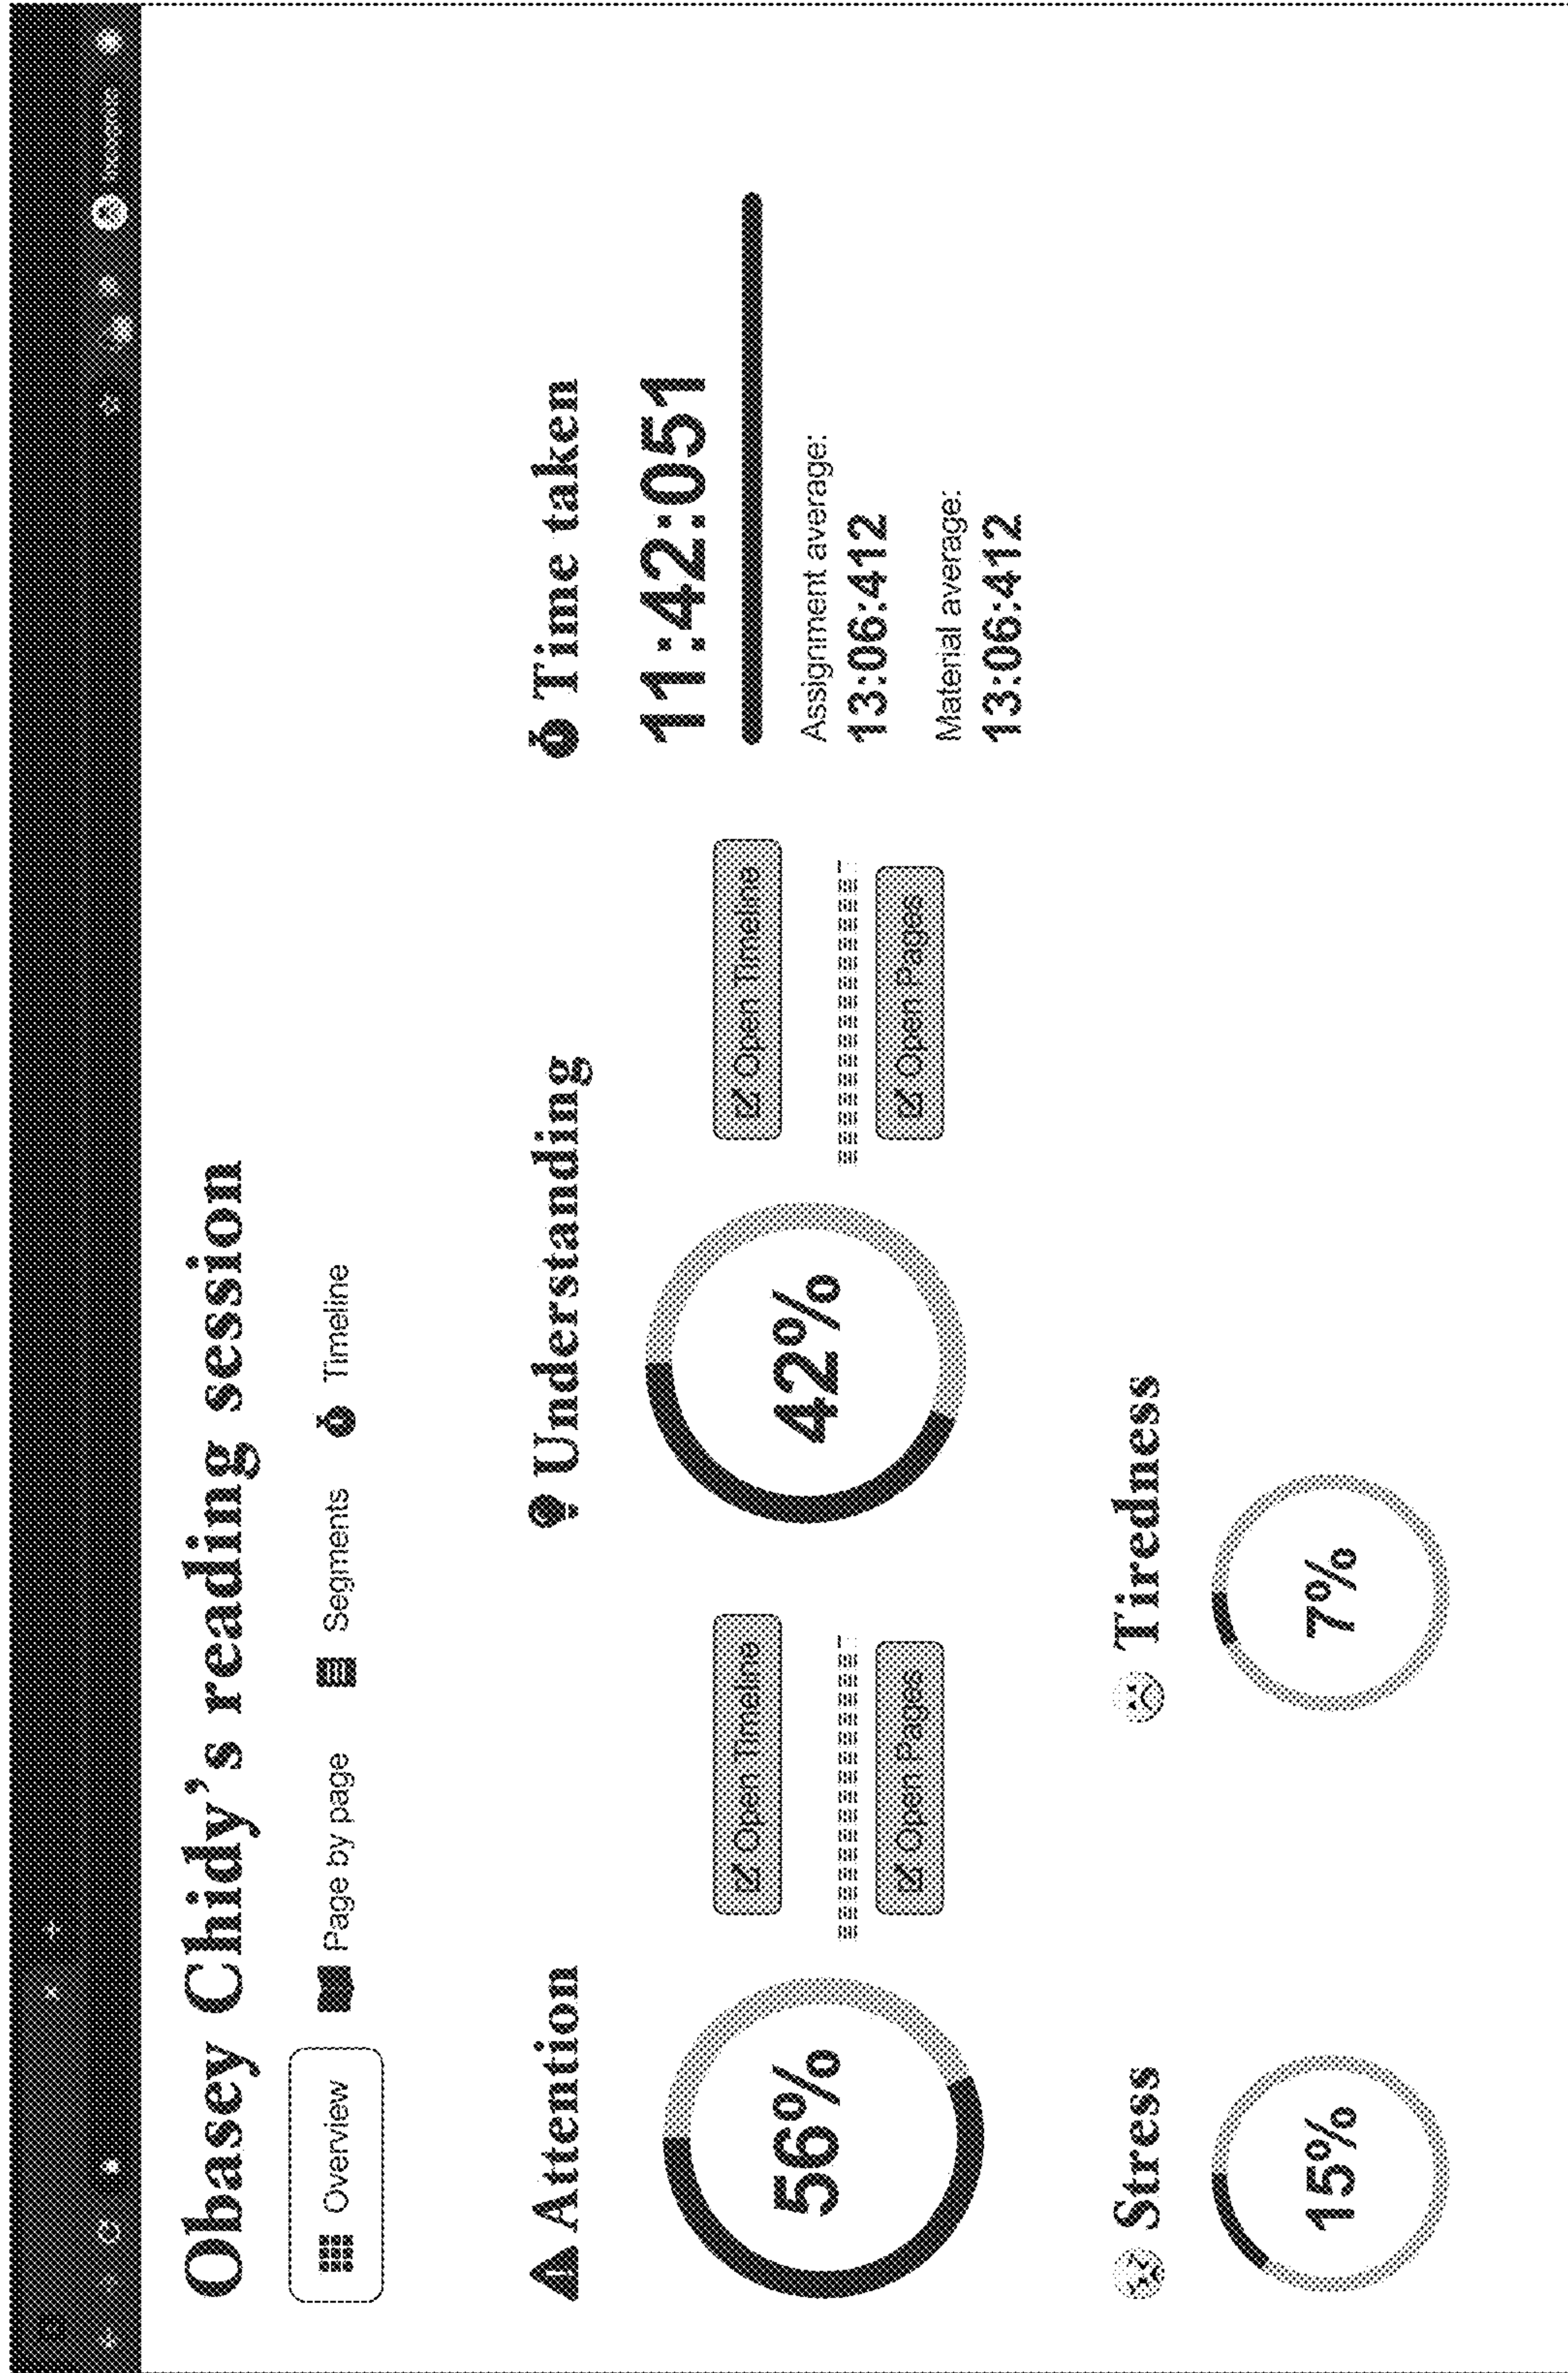 Incognito
Obasey Chidy's reading session
Overview
Page by page
Segments
Timeline
Attention
56%
Open Timeline
Open Pages
Understanding
42%
Open Timeline
Open Pages
Time taken
11:42:051
Assignment average:
13:06:412
Material average:
13:06:412
Stress
15%
Tiredness
7%